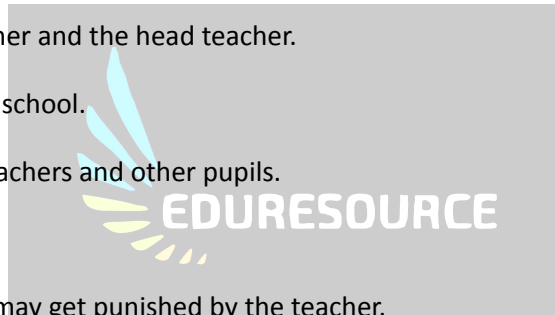 her and the head teacher.
school.
achers and other pupils.
EDURESOURCE
may get punished by the teacher.